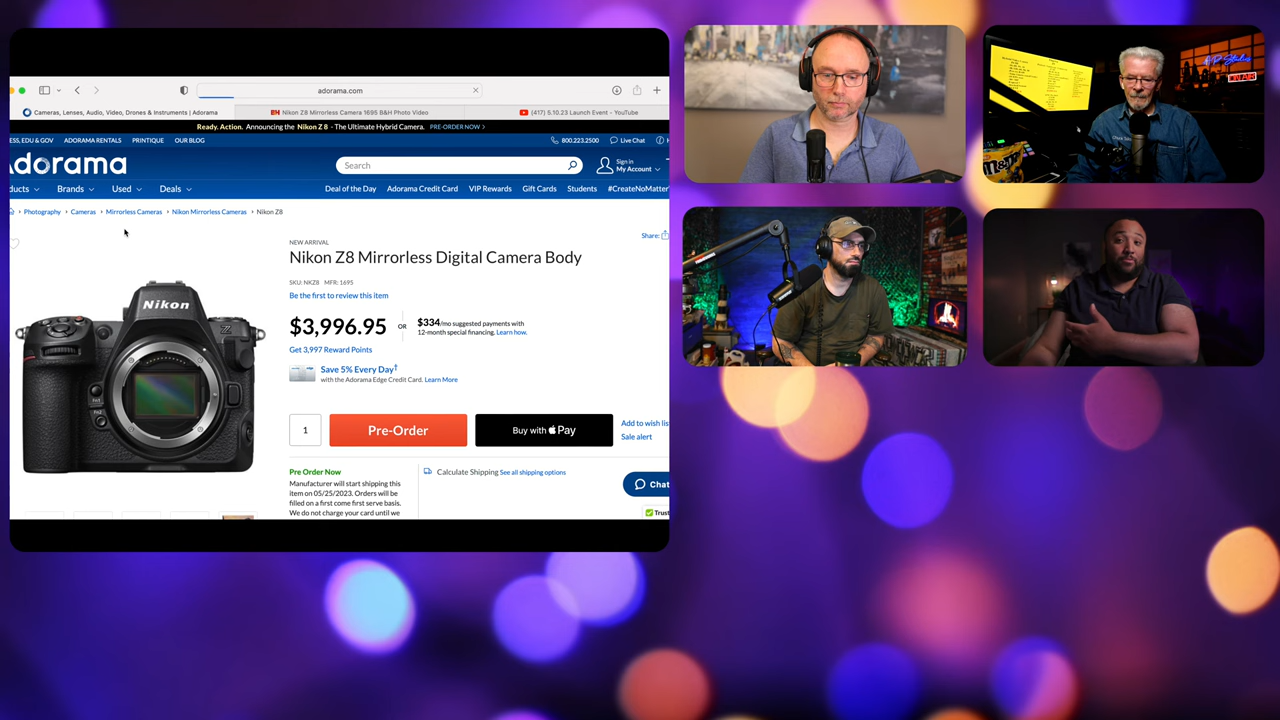 adorama.com
Cameras, Lenses, Audio, Video, Drones & Instruments | Adorama
Nikon Z8 Mirrorless Camera 1695 B&H Photo Video
(417) 5.10.23 Launch Event - YouTube
Ready. Action. Announcing the Nikon Z 8 - The Ultimate Hybrid Camera. PRE-ORDER NOW >
ESS, EDU & GOV ADORAMA RENTALS PRINTIQUE OUR BLOG
800.223.2500 Live Chat
dorama
Search
Sign in
My Account
ducts Brands Used Deals
Deal of the Day Adorama Credit Card VIP Rewards Gift Cards Students #CreateNoMatter
Photography > Cameras > Mirrorless Cameras > Nikon Mirrorless Cameras > Nikon Z8
Share:
NEW ARRIVAL
Nikon Z8 Mirrorless Digital Camera Body
SKU: NKZ8 MFR: 1695
Be the first to review this item
$3,996.95 OR $334/mo suggested payments with
12-month special financing. Learn how.
Get 3,997 Reward Points
Save 5% Every Day†
with the Adorama Edge Credit Card. Learn More
1
Pre-Order
Buy with Pay
Add to wish lis
Sale alert
Pre Order Now
Manufacturer will start shipping this
item on 05/25/2023. Orders will be
filled on a first come first serve basis.
We do not charge your card until we
Calculate Shipping See all shipping options
Chat
Trust
Nikon
Z8
Fn1
Fn2
ON AIR
m&m's